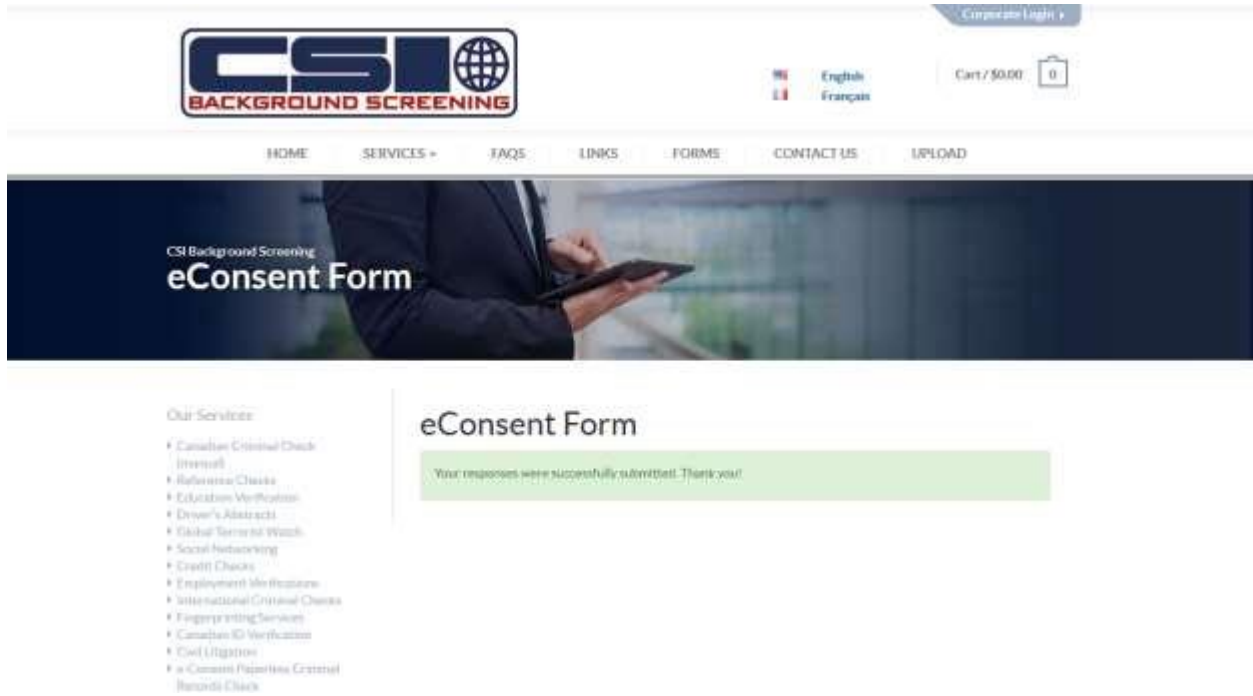 Corporate Login
CSI
BACKGROUND SCREENING
English
Français
Cart / $0.00 0
HOME SERVICES FAQS LINKS FORMS CONTACT US UPLOAD
CSI Background Screening
eConsent Form
Our Services
Canadian Criminal Check
(manual)
Reference Checks
Education Verification
Driver's Abstracts
Global Terrorist Watch
Social Networking
Credit Checks
Employment Verifications
International Criminal Checks
Fingerprinting Services
Canadian ID Verification
Civil Litigation
e-Consent Paperless Criminal
Records Check
eConsent Form
Your responses were successfully submitted. Thank you!